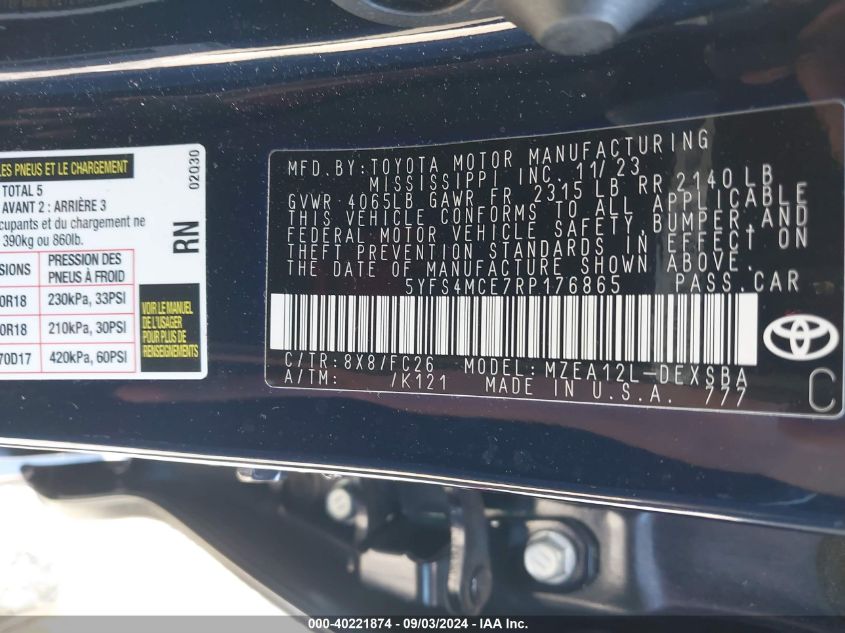 LES PNEUS ET LE CHARGEMENT
TOTAL 5
AVANT 2 : ARRIÈRE 3
cupants et du chargement ne
390kg ou 860lb.
02030
RN
PRESSION DES
PNEUS À FROID
0R18 230kPa, 33PSI
0R18 210kPa, 30PSI
70D17 420kPa, 60PSI
VOIR LE MANUEL
DE L'USAGER
POUR PLUS DE
RENSEIGNEMENTS
MFD. BY: TOYOTA MOTOR MANUFACTURING
MISSISSIPPI INC. 11/23
GVWR 4065LB GAWR FR 2315 LB RR 2140LB
THIS VEHICLE CONFORMS TO ALL APPLICABLE
FEDERAL MOTOR VEHICLE SAFETY, BUMPER, AND
THEFT PREVENTION STANDARDS IN EFFECT ON
THE DATE OF MANUFACTURE SHOWN ABOVE.
5YFS4MCE7RP176865 PASS. CAR
C/TR: 8X8/FC26 MODEL: MZEA12L-DEXSBA
A/TM: /K121 MADE IN U.S.A. 777
C
000-40221874 - 09/03/2024 - IAA Inc.